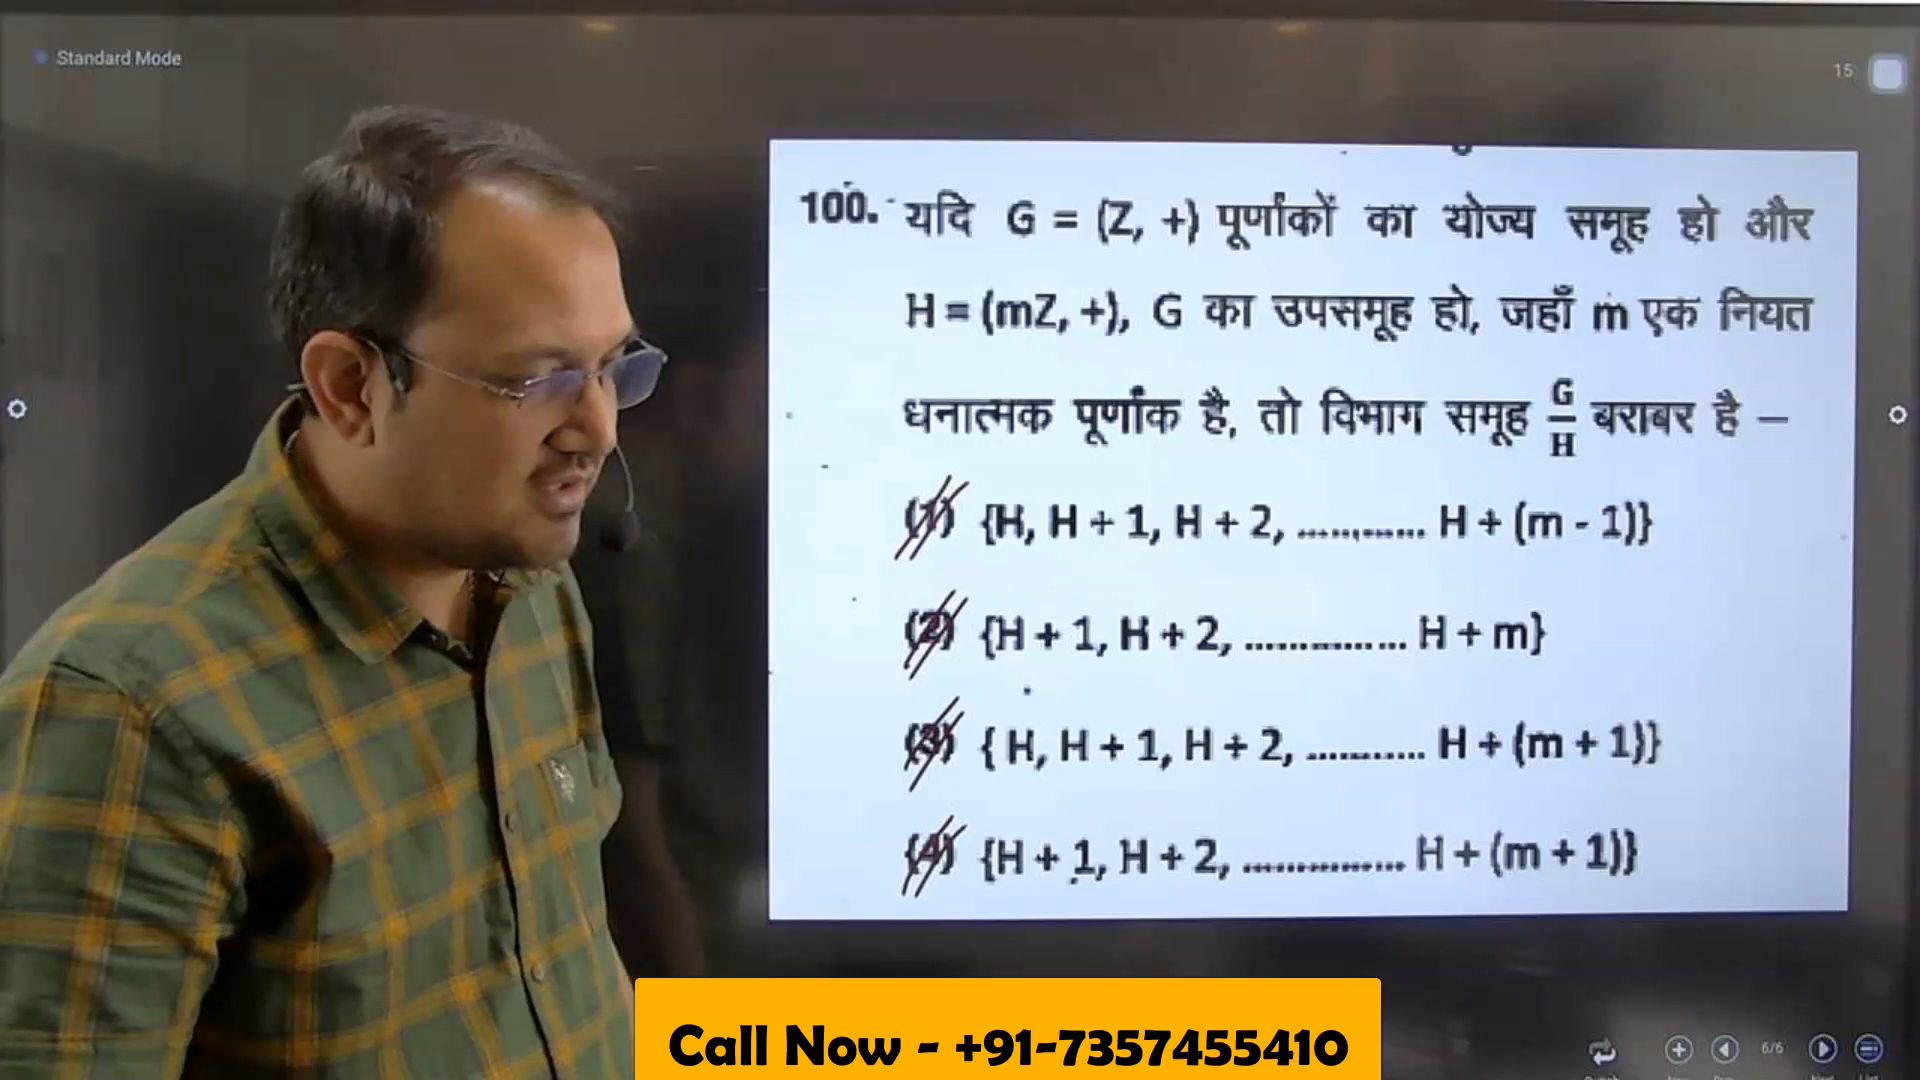 Standard Mode
15
100. यदि G = (Z, +) पूर्णांकों का योज्य समूह हो और
H = (mZ, +), G का उपसमूह हो, जहाँ m एक नियत
धनात्मक पूर्णांक है, तो विभाग समूह G/H बराबर है –
(1) {H, H + 1, H + 2, ............ H + (m - 1)}
(2) {H + 1, H + 2, .............. H + m}
(3) { H, H + 1, H + 2, ........... H + (m + 1)}
(4) {H + 1, H + 2, .............. H + (m + 1)}
6/6
Call Now - +91-7357455410